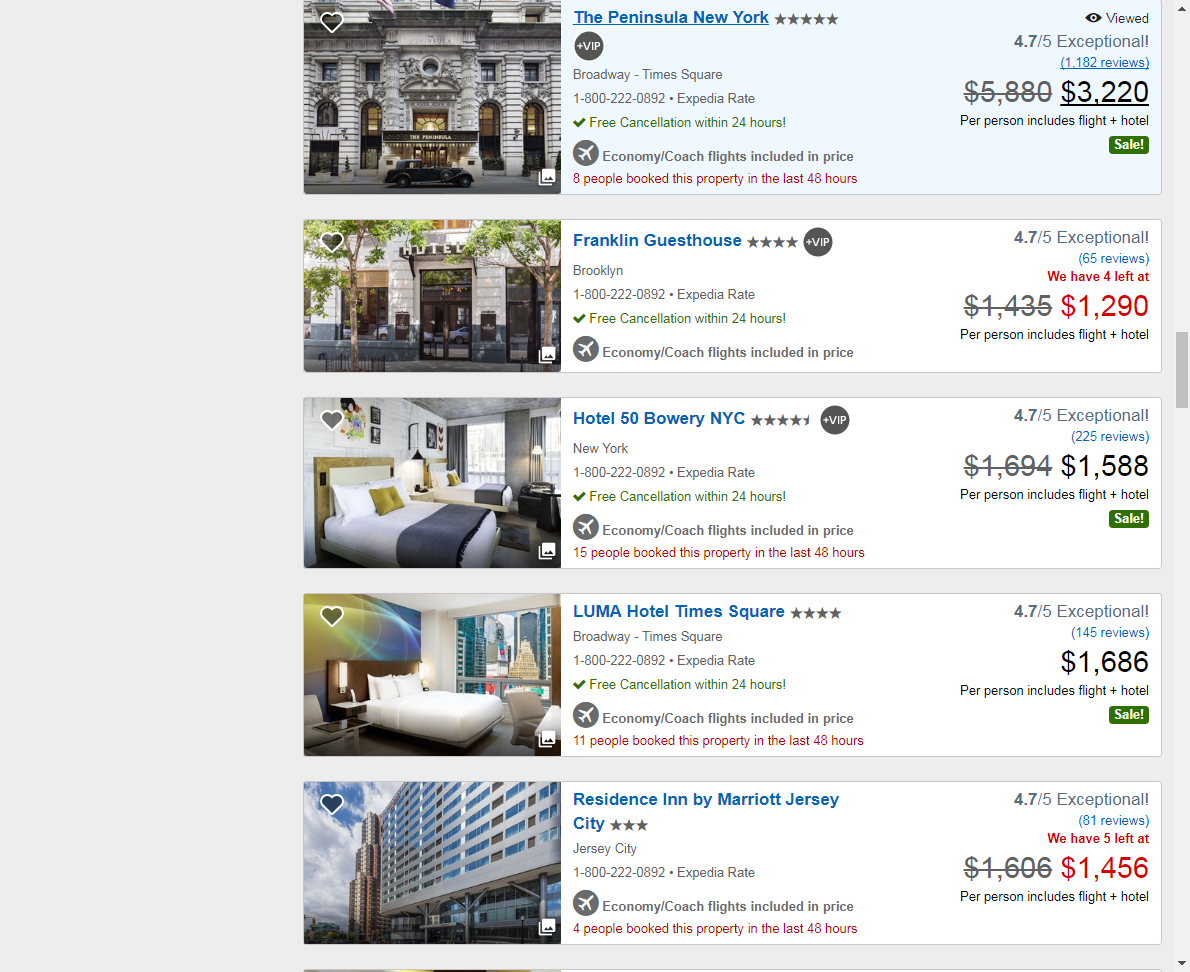 The Peninsula New York
Viewed
+VIP
4.7/5 Exceptional!
(1,182 reviews)
Broadway - Times Square
$5,880 $3,220
1-800-222-0892 • Expedia Rate
Per person includes flight + hotel
Free Cancellation within 24 hours!
Sale!
Economy/Coach flights included in price
8 people booked this property in the last 48 hours
THE PENINSULA
Franklin Guesthouse
+VIP
4.7/5 Exceptional!
(65 reviews)
Brooklyn
We have 4 left at
1-800-222-0892 • Expedia Rate
$1,435 $1,290
Free Cancellation within 24 hours!
Per person includes flight + hotel
Economy/Coach flights included in price
HOTEL
Hotel 50 Bowery NYC
+VIP
4.7/5 Exceptional!
(225 reviews)
New York
$1,694 $1,588
1-800-222-0892 • Expedia Rate
Per person includes flight + hotel
Free Cancellation within 24 hours!
Sale!
Economy/Coach flights included in price
15 people booked this property in the last 48 hours
LUMA Hotel Times Square
4.7/5 Exceptional!
(145 reviews)
Broadway - Times Square
$1,686
1-800-222-0892 • Expedia Rate
Per person includes flight + hotel
Free Cancellation within 24 hours!
Sale!
Economy/Coach flights included in price
11 people booked this property in the last 48 hours
Residence Inn by Marriott Jersey
City
4.7/5 Exceptional!
(81 reviews)
We have 5 left at
Jersey City
$1,606 $1,456
1-800-222-0892 • Expedia Rate
Per person includes flight + hotel
Economy/Coach flights included in price
4 people booked this property in the last 48 hours